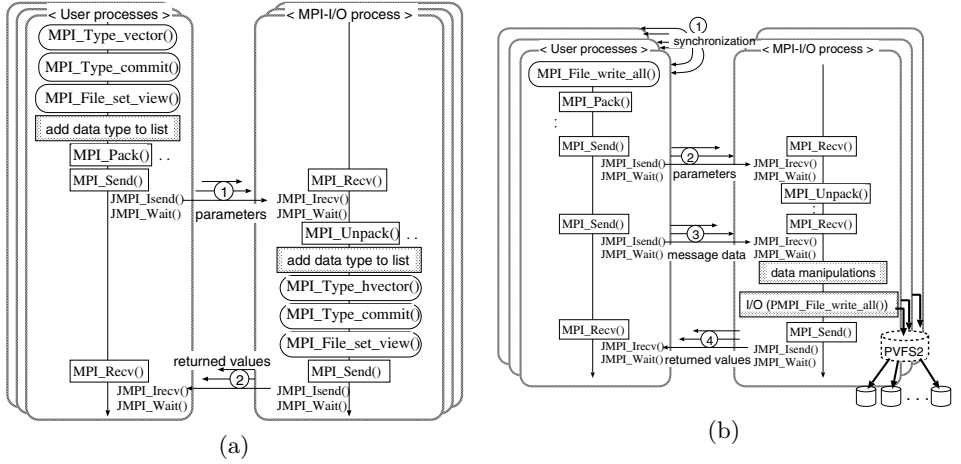 < User processes >
MPI_Type_vector()
MPI_Type_commit()
MPI_File_set_view()
add data type to list
MPI_Pack() . .
MPI_Send()
JMPI_Isend()
JMPI_Wait()
MPI_Recv()
JMPI_Irecv()
JMPI_Wait()
1
parameters
returned values
2
< MPI-I/O process >
MPI_Recv()
JMPI_Irecv()
JMPI_Wait()
MPI_Unpack() . .
add data type to list
MPI_Type_hvector()
MPI_Type_commit()
MPI_File_set_view()
MPI_Send()
JMPI_Isend()
JMPI_Wait()
(a)
1
synchronization
< User processes >
MPI_File_write_all()
MPI_Pack()
:
MPI_Send()
JMPI_Isend()
JMPI_Wait()
MPI_Send()
JMPI_Isend()
JMPI_Wait()
MPI_Recv()
JMPI_Irecv()
JMPI_Wait()
2
parameters
3
message data
4
returned values
< MPI-I/O process >
MPI_Recv()
JMPI_Irecv()
JMPI_Wait()
MPI_Unpack()
:
MPI_Recv()
JMPI_Irecv()
JMPI_Wait()
data manipulations
I/O (PMPI_File_write_all())
MPI_Send()
JMPI_Isend()
JMPI_Wait()
PVFS2
. . .
(b)